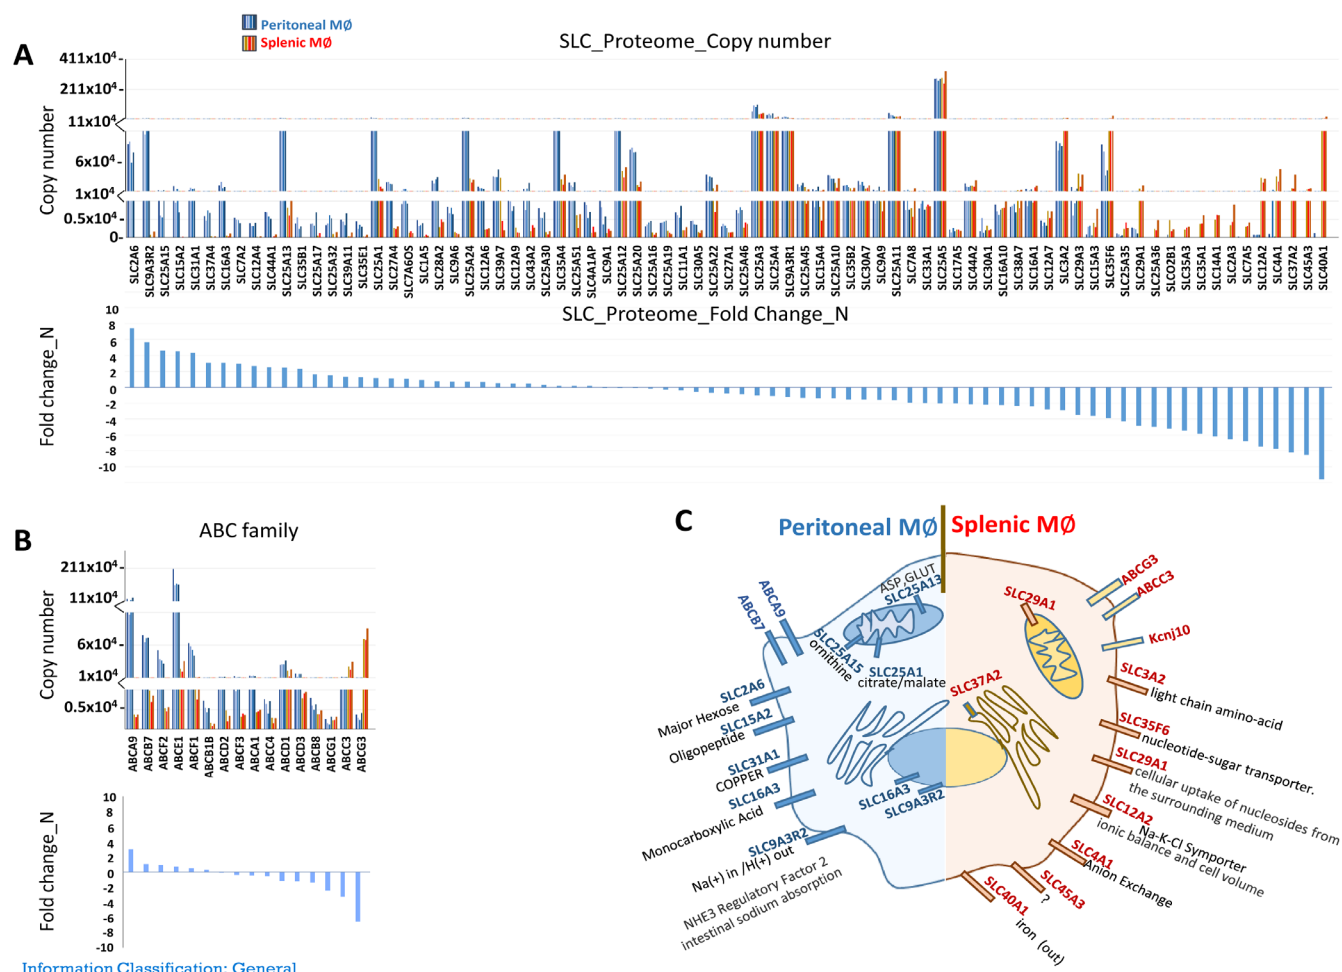 Peritoneal MØ
Splenic MØ
A
SLC_Proteome_Copy number
Copy number
411x10⁴
211x10⁴
11x10⁴
6x10⁴
1x10⁴
0.5x10⁴
0
SLC2A6
SLC9A3R2
SLC25A15
SLC15A2
SLC31A1
SLC37A4
SLC16A3
SLC7A2
SLC12A4
SLC44A1
SLC25A13
SLC35B1
SLC25A17
SLC25A32
SLC39A11
SLC35E1
SLC25A1
SLC27A4
SLC7A6OS
SLC1A5
SLC28A2
SLC9A6
SLC25A24
SLC12A6
SLC39A7
SLC12A9
SLC43A2
SLC25A30
SLC35A4
SLC25A51
SLC4A1AP
SLC9A1
SLC25A12
SLC25A20
SLC25A16
SLC25A19
SLC11A1
SLC30A5
SLC25A22
SLC27A1
SLC25A46
SLC25A3
SLC25A4
SLC9A3R1
SLC25A45
SLC15A4
SLC25A10
SLC35B2
SLC30A7
SLC9A9
SLC25A11
SLC7A8
SLC33A1
SLC25A5
SLC17A5
SLC44A2
SLC30A1
SLC16A10
SLC38A7
SLC16A1
SLC12A7
SLC3A2
SLC29A3
SLC15A3
SLC35F6
SLC25A35
SLC29A1
SLC25A36
SLCO2B1
SLC35A3
SLC35A1
SLC14A1
SLC2A3
SLC7A5
SLC12A2
SLC4A1
SLC37A2
SLC45A3
SLC40A1
SLC_Proteome_Fold Change_N
Fold change_N
10
8
6
4
2
0
-2
-4
-6
-8
-10
B
ABC family
Copy number
211x10⁴
11x10⁴
6x10⁴
1x10⁴
0.5x10⁴
ABCA9
ABCB7
ABCF2
ABCE1
ABCF1
ABCB1B
ABCD2
ABCF3
ABCA1
ABCC4
ABCD1
ABCD3
ABCB8
ABCG1
ABCC3
ABCG3
Fold change_N
10
8
6
4
2
0
-2
-4
-6
-8
-10
C
Peritoneal MØ
Splenic MØ
ABCB7
ABCA9
ASP,GLUT
SLC25A13
SLC25A15
ornithine
SLC25A1
citrate/malate
SLC2A6
Major Hexose
SLC15A2
Oligopeptide
SLC31A1
COPPER
SLC16A3
Monocarboxylic Acid
SLC9A3R2
Na(+) in /H(+) out
NHE3 Regulatory Factor 2
intestinal sodium absorption
SLC16A3
SLC9A3R2
SLC29A1
SLC37A2
ABCG3
ABCC3
Kcnj10
SLC3A2
light chain amino-acid
SLC35F6
nucleotide-sugar transporter.
SLC29A1
cellular uptake of nucleosides from
the surrounding medium
SLC12A2
Na-K-Cl Symporter
ionic balance and cell volume
SLC4A1
Anion Exchange
SLC45A3
?
SLC40A1
iron (out)
Information Classification: General